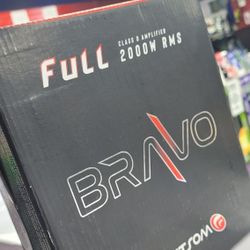 FULL
CLASS D AMPLIFIER
2000W RMS
BRAVO